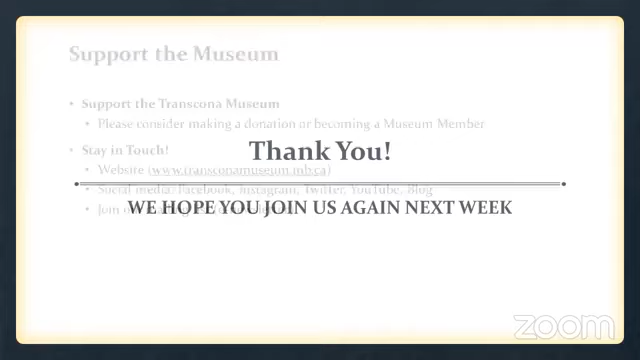 Support the Museum
• Support the Transcona Museum
• Please consider making a donation or becoming a Museum Member
• Stay in Touch!
Thank You!
• Website (www.transconamuseum.mb.ca)
• Social media: Facebook, Instagram, Twitter, YouTube, Blog
• Join our
WE HOPE YOU JOIN US AGAIN NEXT WEEK
zoom